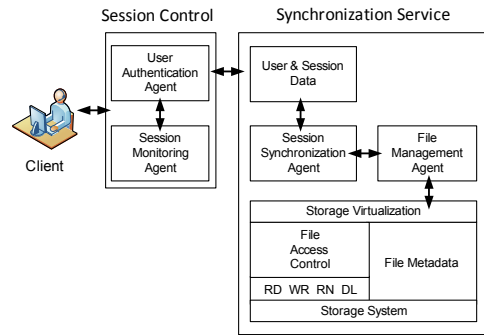 Session Control
Synchronization Service
User
Authentication
Agent
User & Session
Data
Client
Session
Monitoring
Agent
Session
Synchronization
Agent
File
Management
Agent
Storage Virtualization
File
Access
Control
File Metadata
RD WR RN DL
Storage System